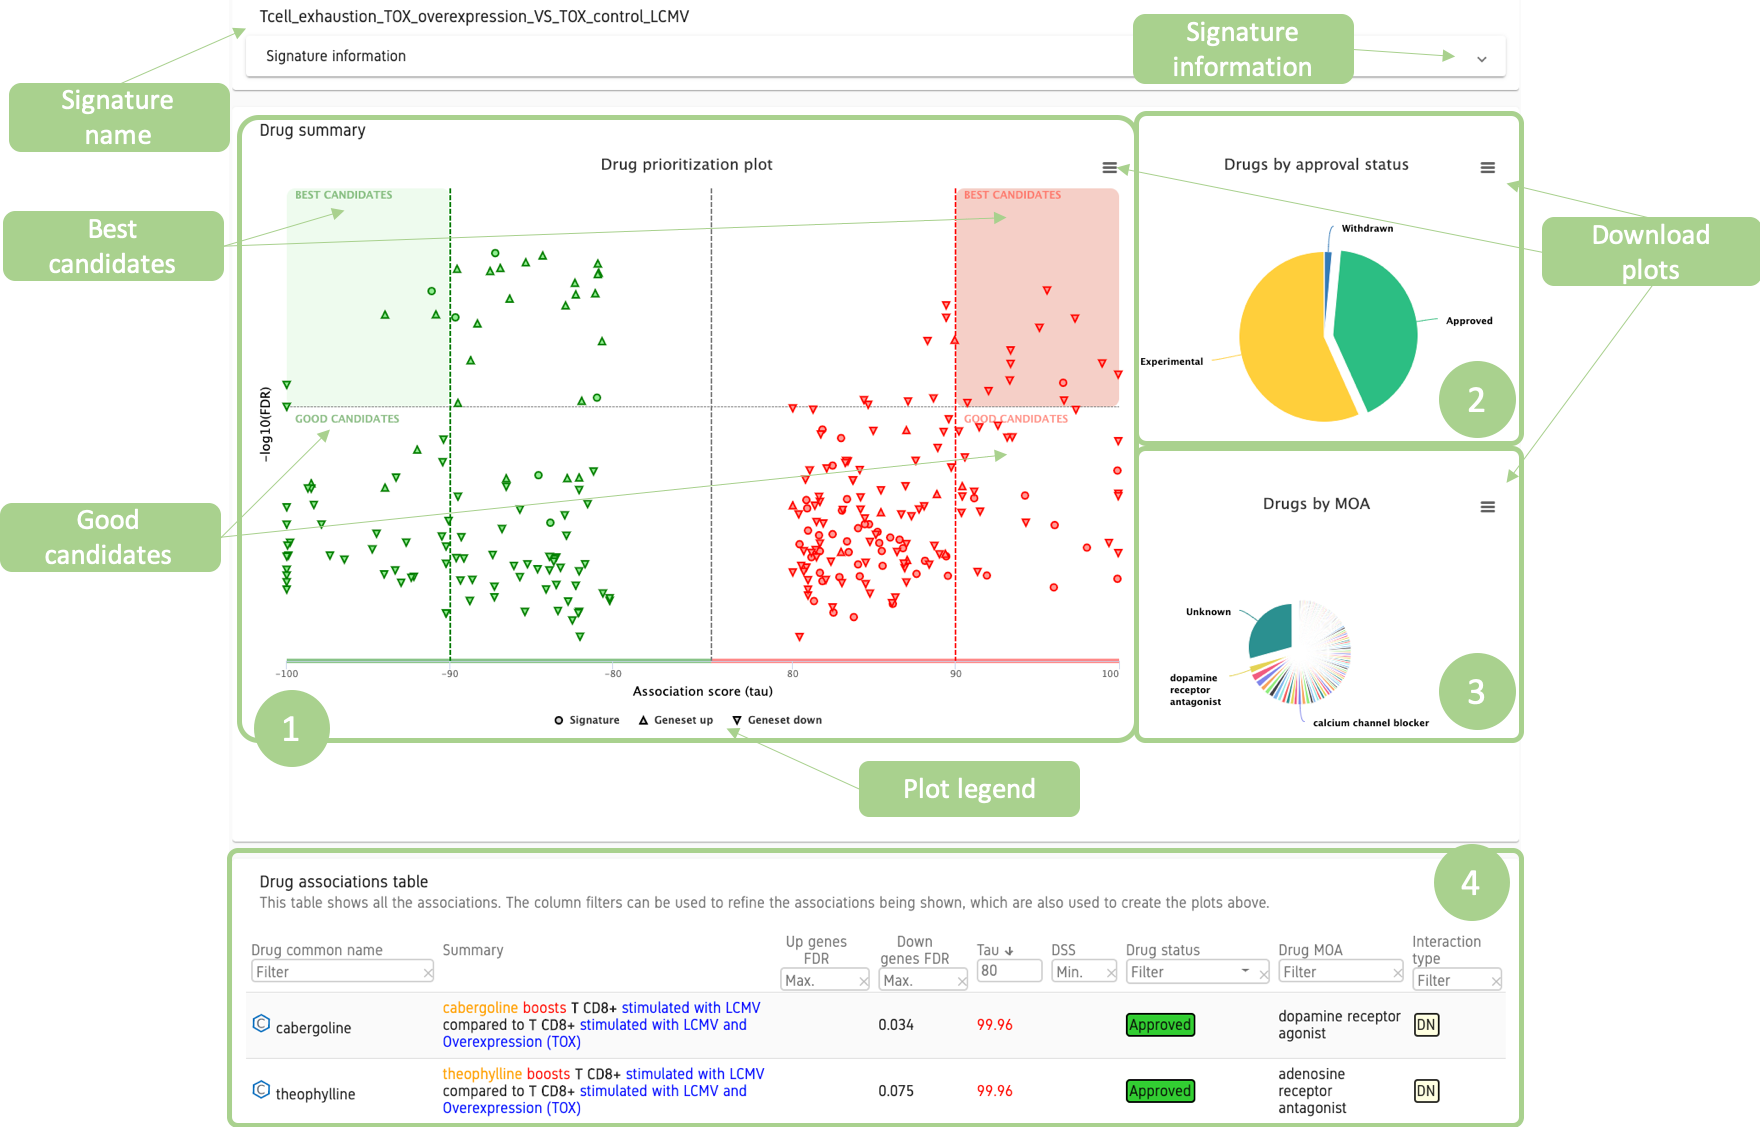 Tcell_exhaustion_TOX_overexpression_VS_TOX_control_LCMV
Signature information
Signature
information
Signature
name
Drug summary
Drug prioritization plot
BEST CANDIDATES
BEST CANDIDATES
Best
candidates
GOOD CANDIDATES
GOOD CANDIDATES
Good
candidates
-log10(FDR)
-100
-90
-80
80
90
100
Association score (tau)
Signature
Geneset up
Geneset down
1
Plot legend
Drugs by approval status
Withdrawn
Approved
Experimental
2
Download
plots
Drugs by MOA
Unknown
dopamine
receptor
antagonist
calcium channel blocker
3
4
Drug associations table
This table shows all the associations. The column filters can be used to refine the associations being shown, which are also used to create the plots above.
Drug common name
Filter
Summary
Up genes
FDR
Max.
Down
genes FDR
Max.
Tau
80
DSS
Min.
Drug status
Filter
Drug MOA
Filter
Interaction
type
Filter
C cabergoline
cabergoline boosts T CD8+ stimulated with LCMV
compared to T CD8+ stimulated with LCMV and
Overexpression (TOX)
0.034
99.96
Approved
dopamine receptor
agonist
DN
C theophylline
theophylline boosts T CD8+ stimulated with LCMV
compared to T CD8+ stimulated with LCMV and
Overexpression (TOX)
0.075
99.96
Approved
adenosine
receptor
antagonist
DN